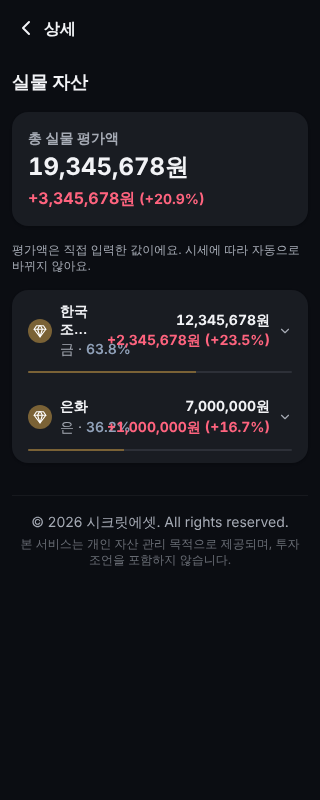 상세
실물 자산
총 실물 평가액
19,345,678원
+3,345,678원 (+20.9%)
평가액은 직접 입력한 값이에요. 시세에 따라 자동으로
바뀌지 않아요.
한국
조...
12,345,678원
+2,345,678원 (+23.5%)
금 · 63.8%
은화
7,000,000원
은 · 36.2%
+1,000,000원 (+16.7%)
© 2026 시크릿에셋. All rights reserved.
본 서비스는 개인 자산 관리 목적으로 제공되며, 투자
조언을 포함하지 않습니다.